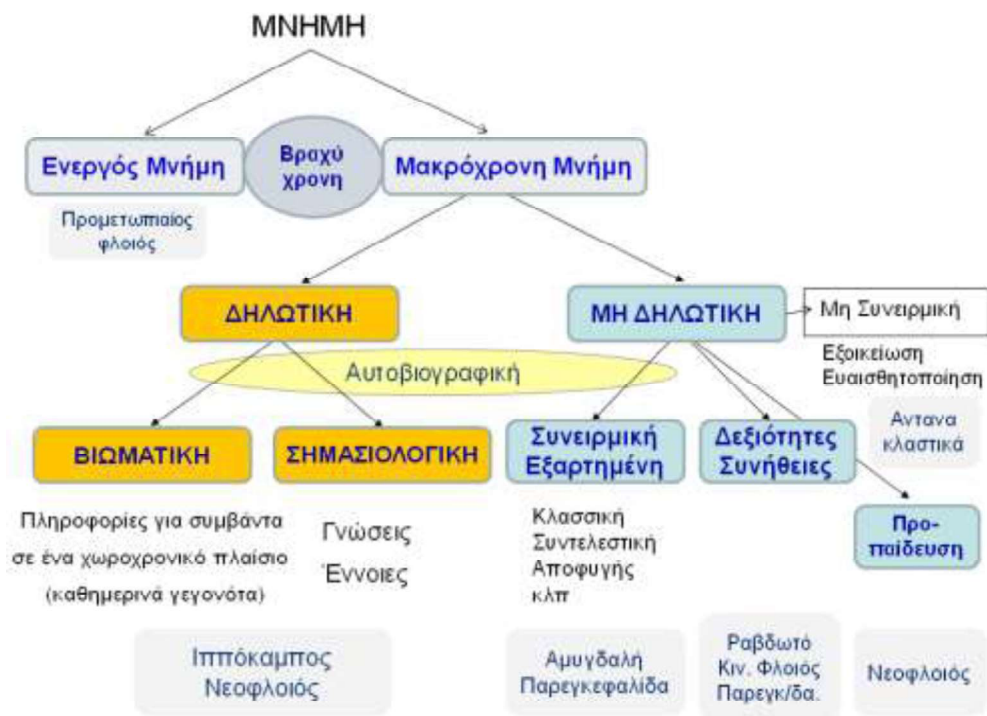 ΜΝΗΜΗ
Ενεργός Μνήμη
Βραχύ
χρονη
Μακρόχρονη Μνήμη
Προμετωπιαίος
φλοιός
ΔΗΛΩΤΙΚΗ
ΜΗ ΔΗΛΩΤΙΚΗ
Μη Συνειρμική
Εξοικείωση
Ευαισθητοποίηση
Αυτοβιογραφική
Αντανα
κλαστικά
ΒΙΩΜΑΤΙΚΗ
ΣΗΜΑΣΙΟΛΟΓΙΚΗ
Συνειρμική
Εξαρτημένη
Δεξιότητες
Συνήθειες
Προ-
παίδευση
Πληροφορίες για συμβάντα
σε ένα χωροχρονικό πλαίσιο
(καθημερινά γεγονότα)
Γνώσεις
Έννοιες
Κλασσική
Συντελεστική
Αποφυγής
κλπ
Ιππόκαμπος
Νεοφλοιός
Αμυγδαλή
Παρεγκεφαλίδα
Ραβδωτό
Κιν. Φλοιός
Παρεγκ/δα.
Νεοφλοιός